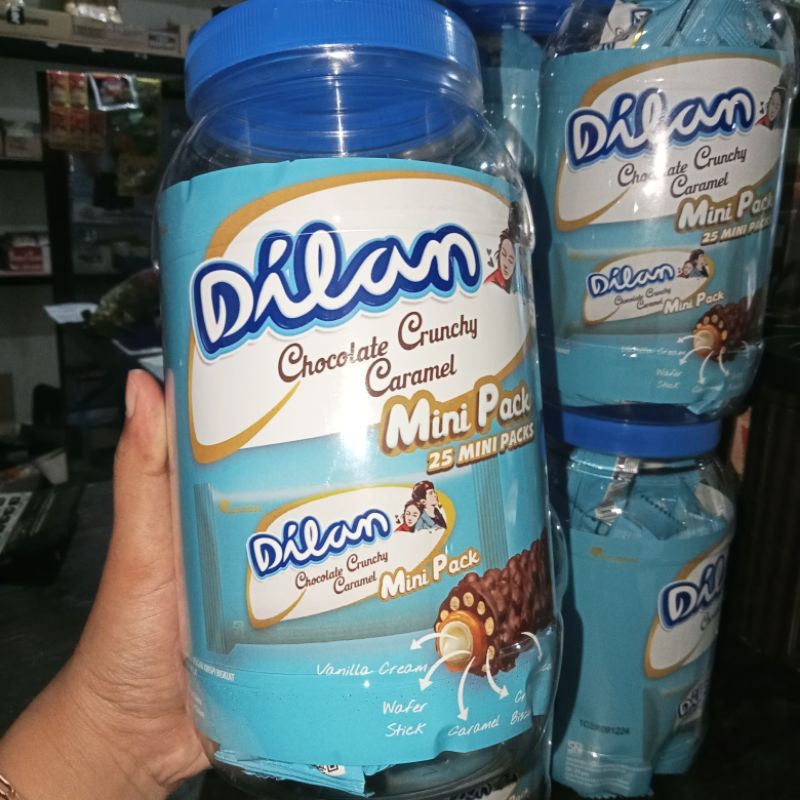 Dilan
Chocolate Crunchy
Caramel
Mini Pack
25 MINI PACKS
Dilan
Chocolate Crunchy
Caramel
Mini Pack
Vanilla Cream
Wafer
Stick
Caramel
Dilan
Chocolate Crunchy
Caramel
Mini Pack
25 MINI PACKS
Dilan
Chocolate Crunchy
Caramel
Mini Pack
Vanilla Cream
Wafer
Stick
Dilan